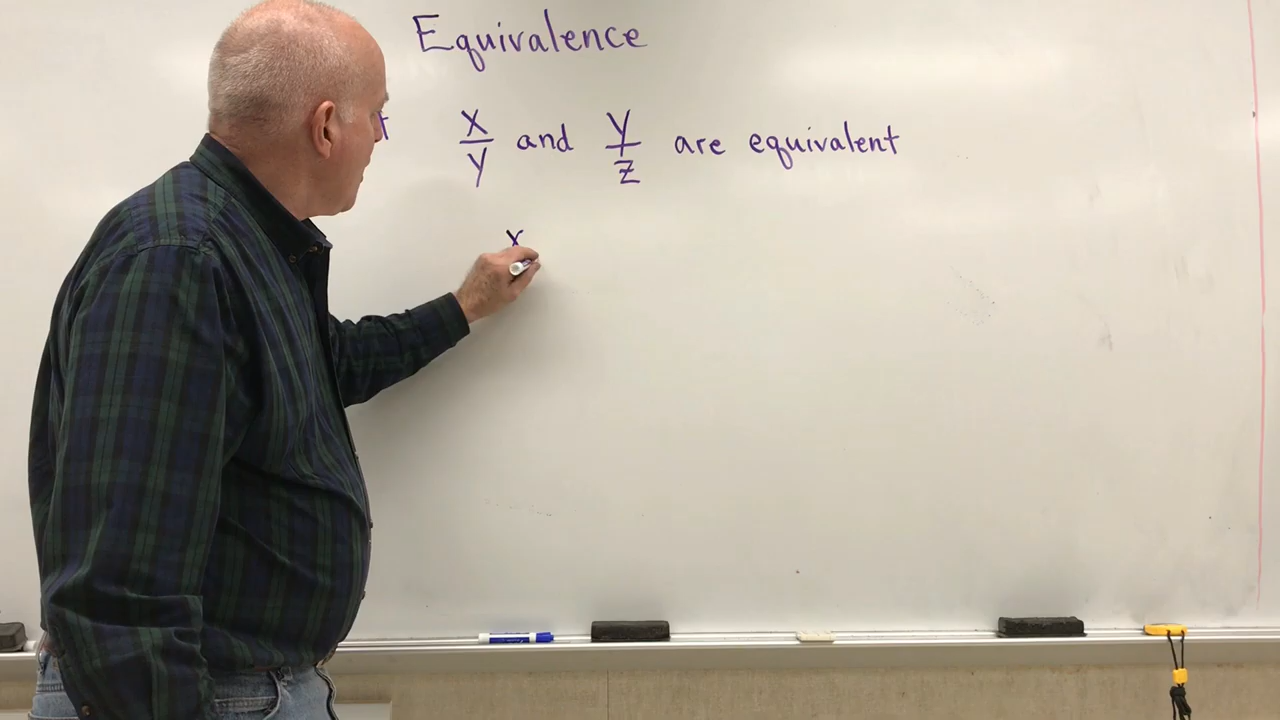 Equivalence
x/y and y/z are equivalent
x